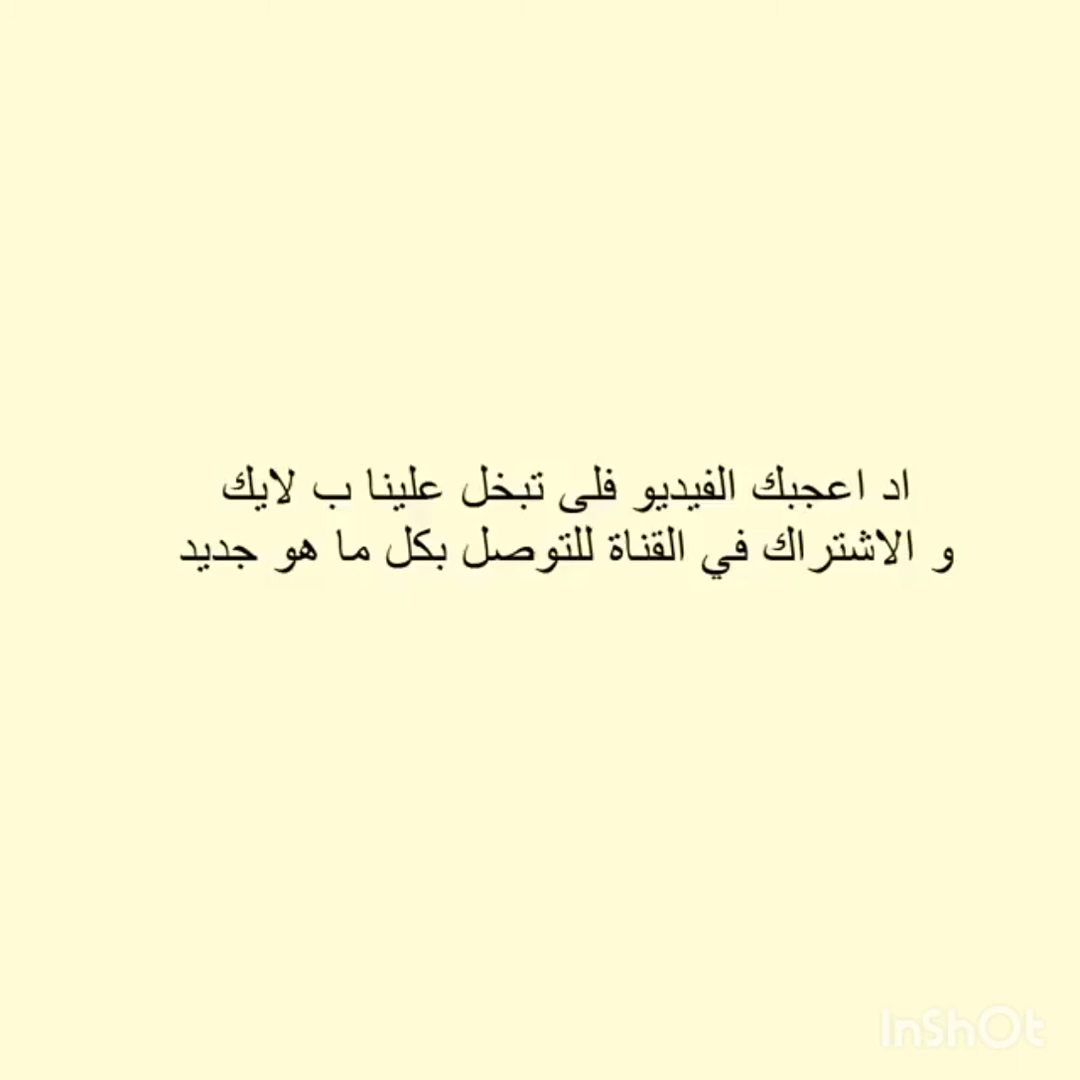 اد اعجبك الفيديو فلى تبخل علينا ب لايك
و الاشتراك في القناة للتوصل بكل ما هو جديد
InShOt